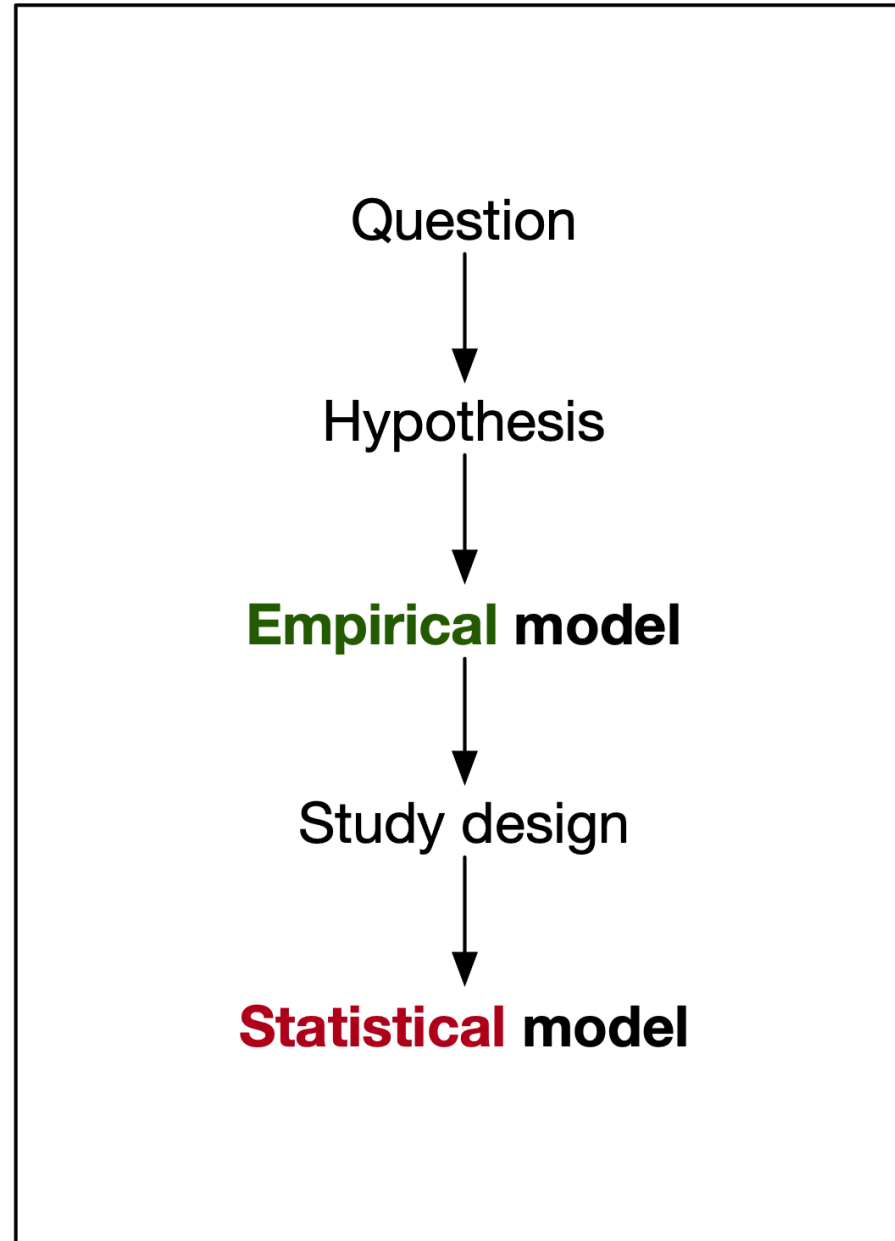 Question
Hypothesis
Empirical model
Study design
Statistical model